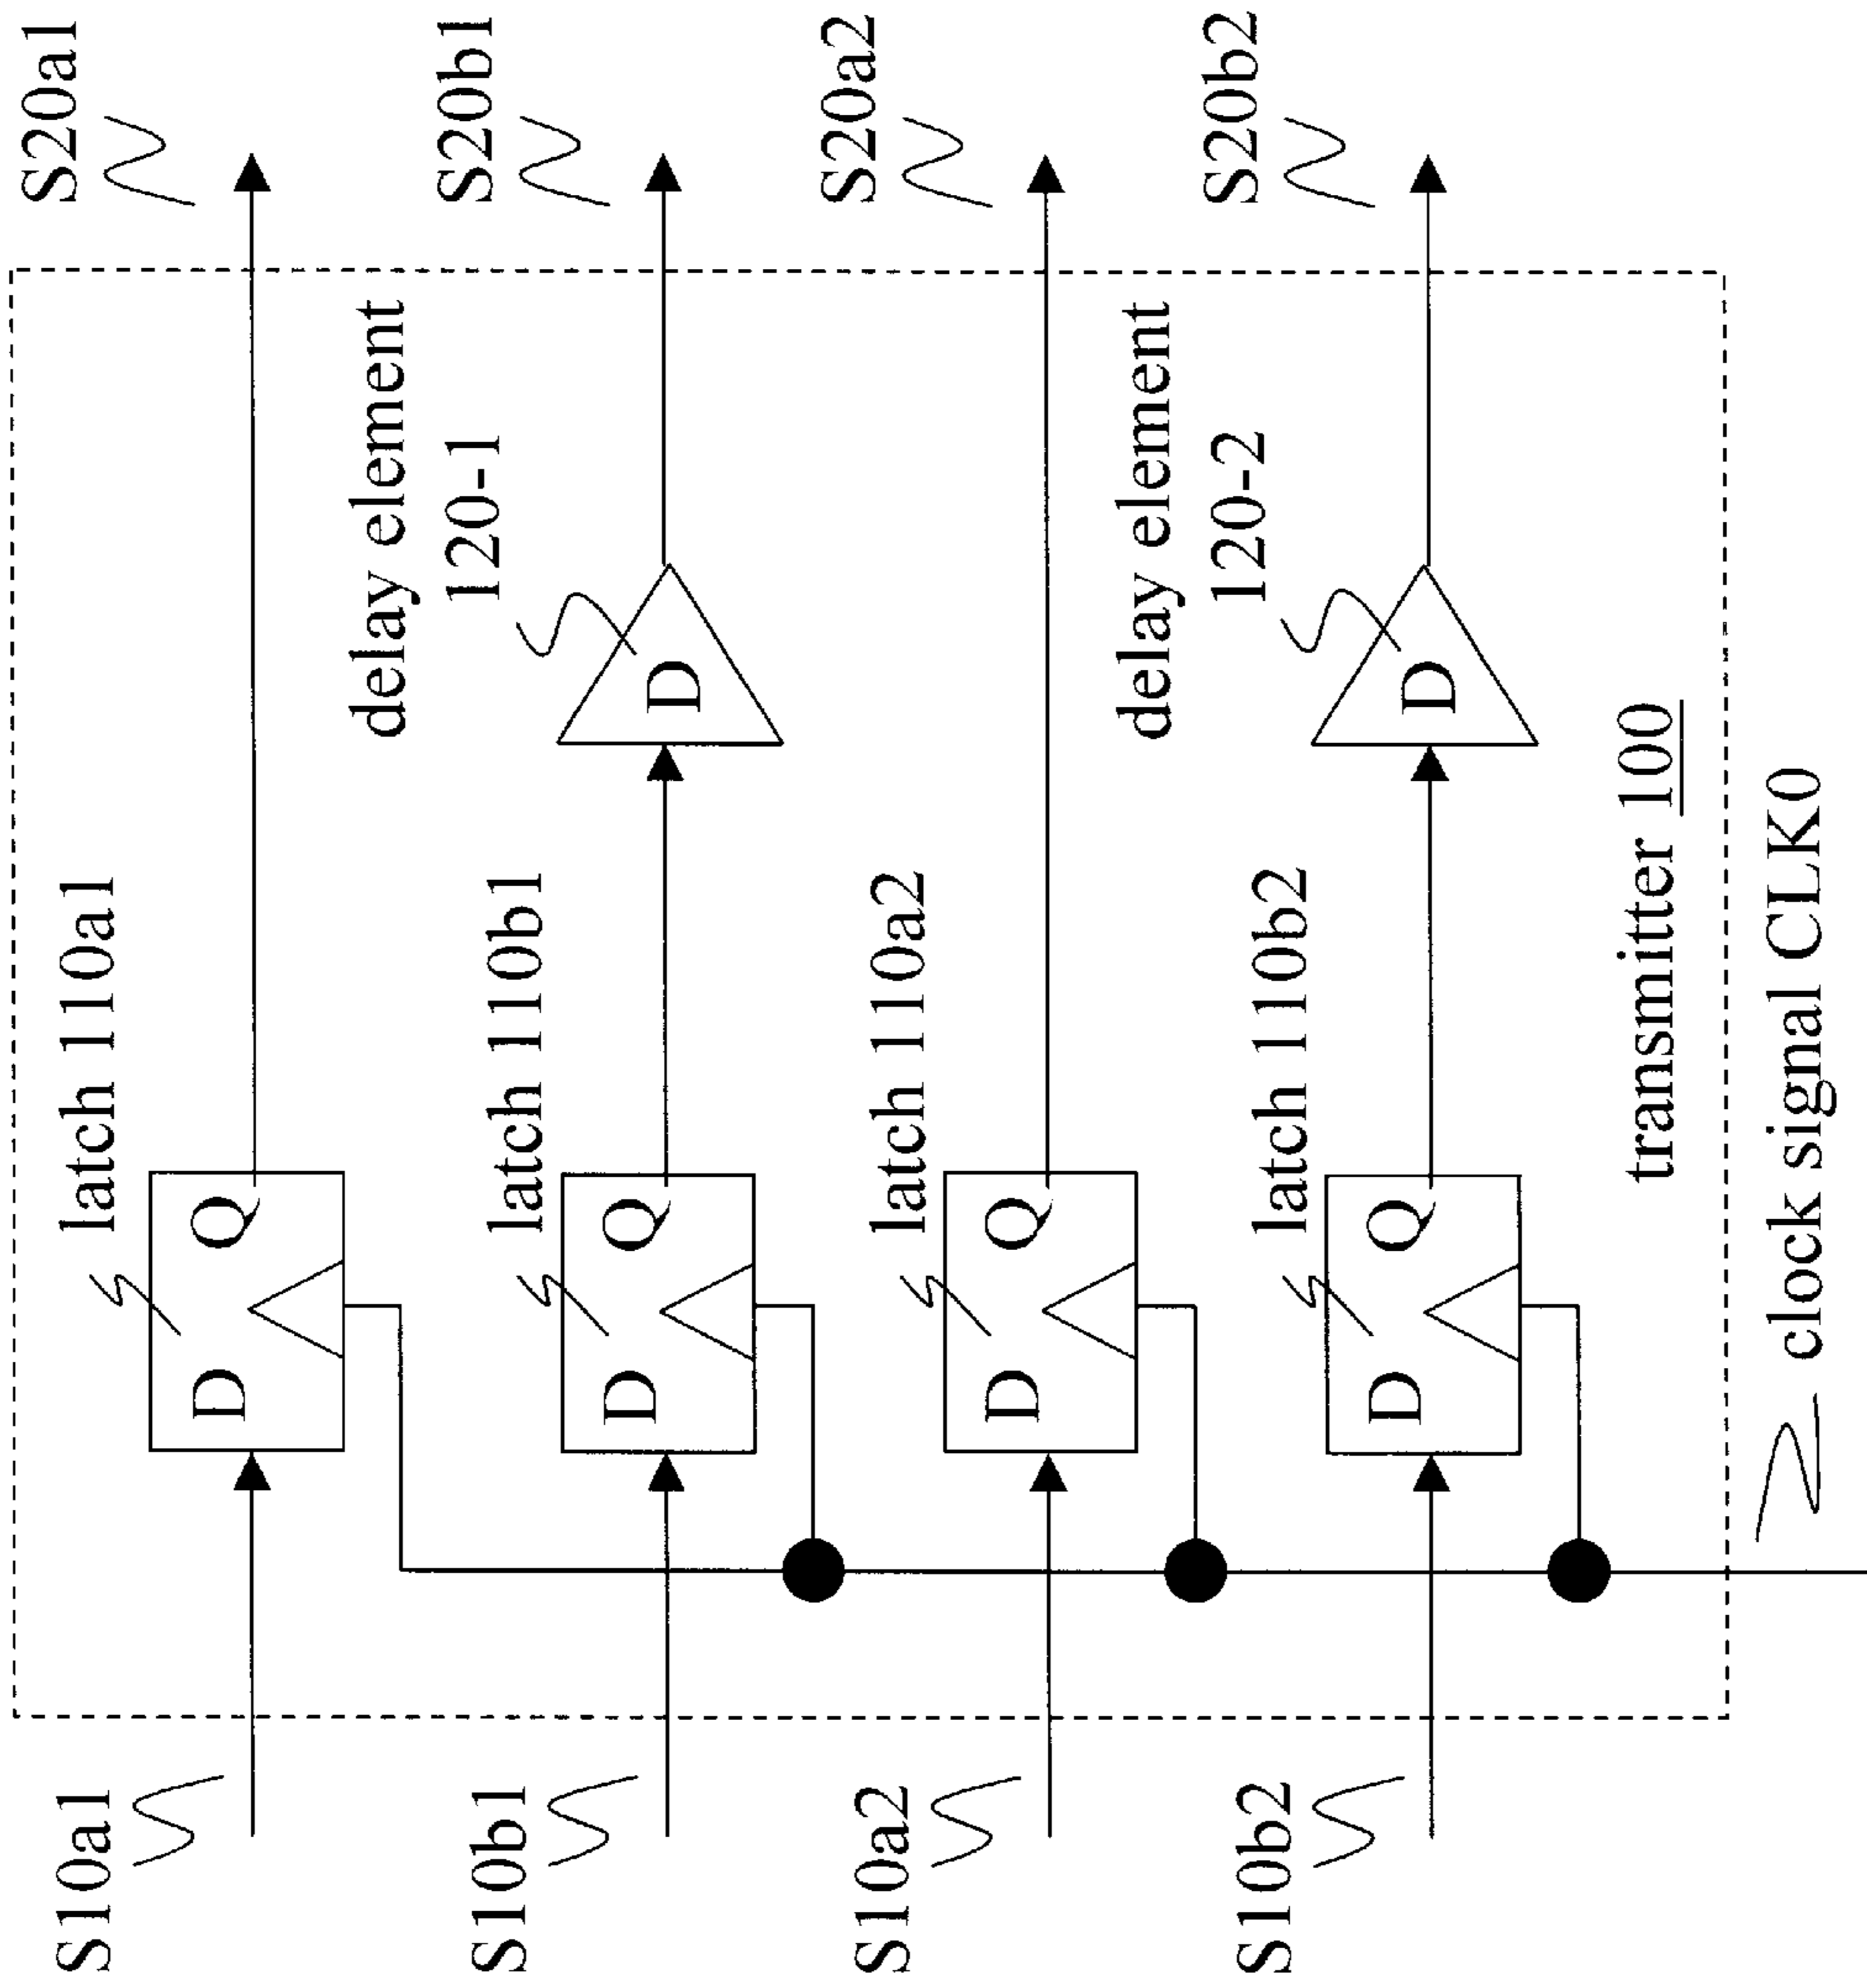 S10a1
latch 110a1
D Q
S20a1
S10b1
latch 110b1
D Q
delay element
120-1
D
S20b1
S10a2
latch 110a2
D Q
S20a2
S10b2
latch 110b2
D Q
delay element
120-2
D
S20b2
transmitter 100
clock signal CLK0